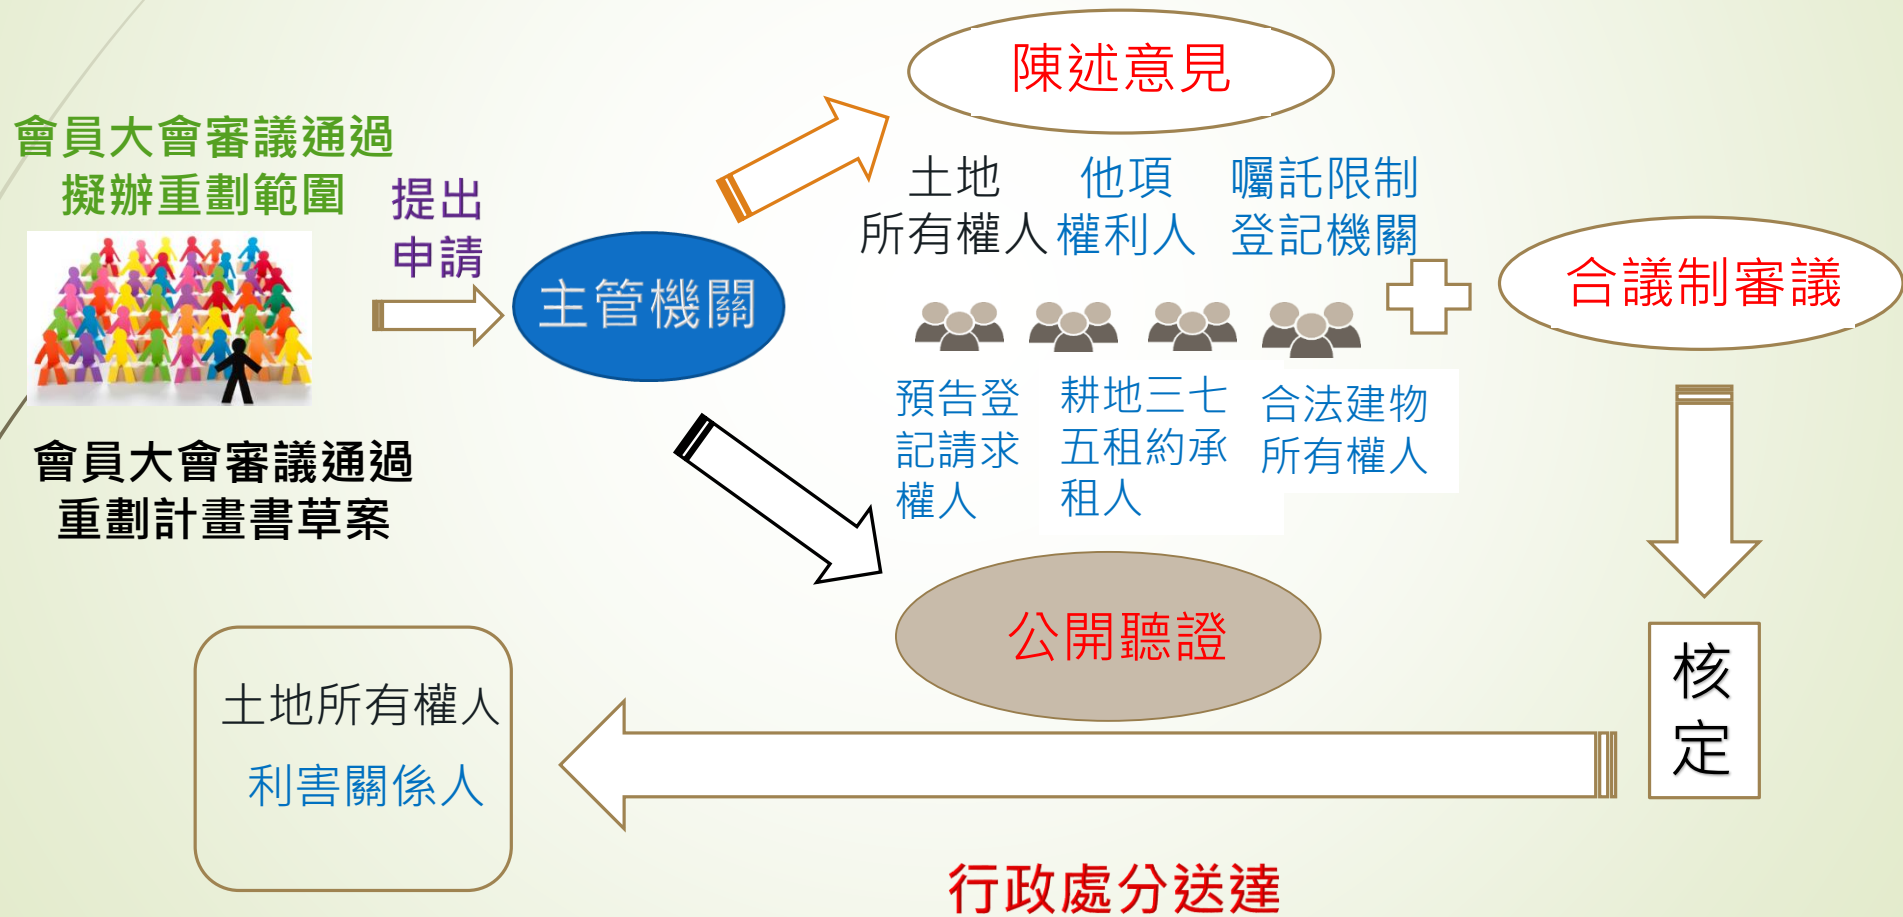 會員大會審議通過
擬辦重劃範圍
提出
申請
會員大會審議通過
重劃計畫書草案
主管機關
陳述意見
土地
所有權人
他項
權利人
囑託限制
登記機關
預告登
記請求
權人
耕地三七
五租約承
租人
合法建物
所有權人
公開聽證
合議制審議
核
定
行政處分送達
土地所有權人
利害關係人